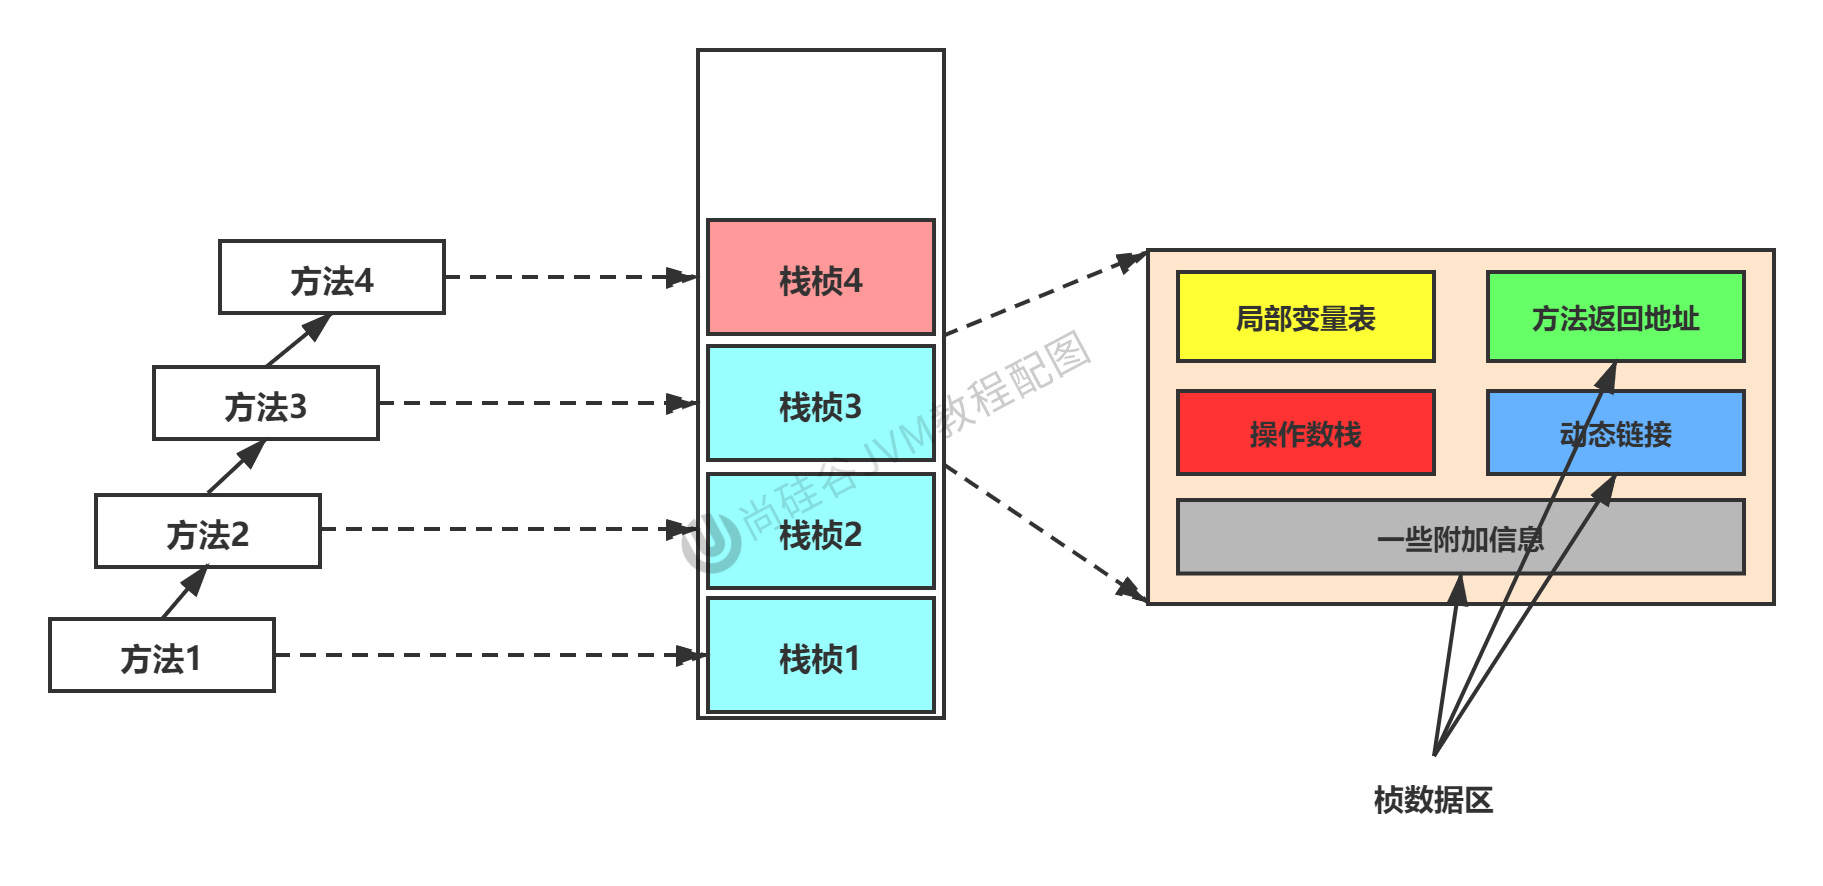 方法4
方法3
方法2
方法1
栈桢4
栈桢3
栈桢2
栈桢1
局部变量表
方法返回地址
操作数栈
动态链接
一些附加信息
桢数据区
尚硅谷 JVM教程配图